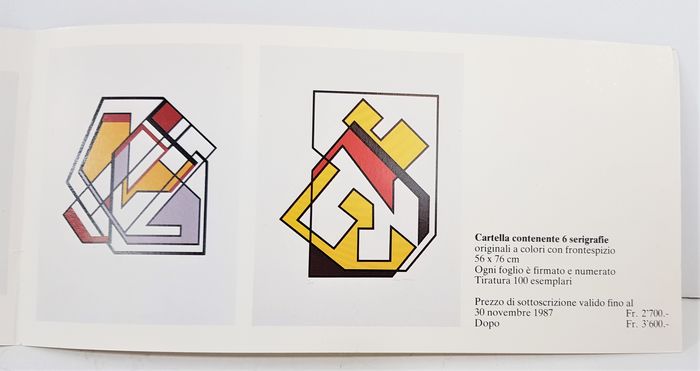 Cartella contenente 6 serigrafie
originali a colori con frontespizio
56 x 76 cm
Ogni foglio è firmato e numerato
Tiratura 100 esemplari
Prezzo di sottoscrizione valido fino al
30 novembre 1987 Fr. 2'700.-
Dopo Fr. 3'600.-